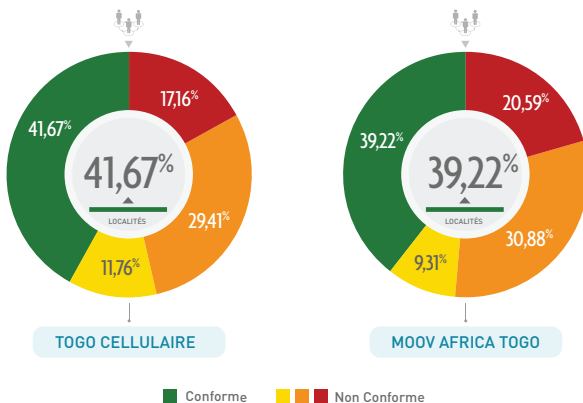 17,16%
41,67%
41,67%
LOCALITÉS
29,41%
11,76%
TOGO CELLULAIRE
20,59%
39,22%
39,22%
LOCALITÉS
30,88%
9,31%
MOOV AFRICA TOGO
Conforme
Non Conforme